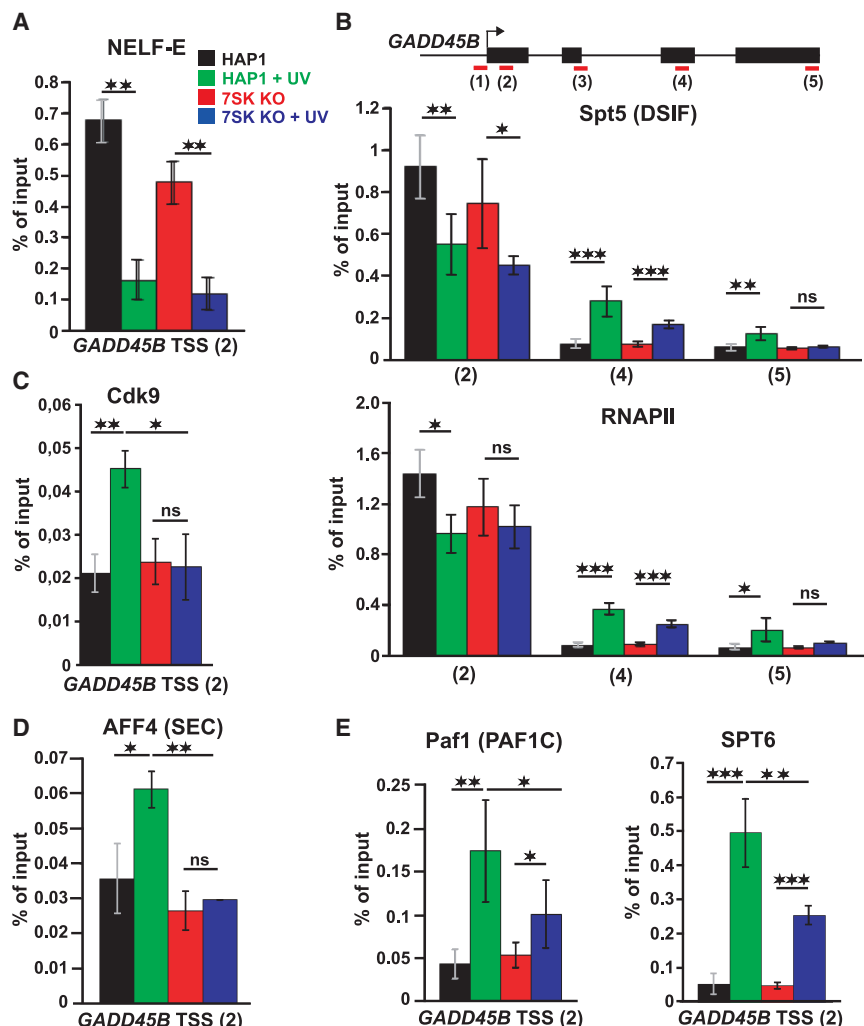 A
NELF-E
HAP1
HAP1 + UV
7SK KO
7SK KO + UV
% of input
0.8
0.7
0.6
0.5
0.4
0.3
0.2
0.1
0
★★
★★
GADD45B TSS (2)
B
GADD45B
(1) (2) (3) (4) (5)
Spt5 (DSIF)
% of input
1.2
1
0.8
0.6
0.4
0.2
0
★★
★
★★★
★★★
★★
ns
(2) (4) (5)
RNAPII
% of input
2.0
1.6
1.2
0.8
0.4
0
★
ns
★★★
★★★
★
ns
(2) (4) (5)
C
Cdk9
% of input
0,06
0.05
0.04
0.03
0.02
0.01
0
★★
★
ns
GADD45B TSS (2)
D
AFF4 (SEC)
% of input
0.07
0.06
0.05
0.04
0.03
0.02
0.01
0
★
★★
ns
GADD45B TSS (2)
E
Paf1 (PAF1C)
% of input
0.25
0.2
0.15
0.1
0.05
0
★★
★
★
GADD45B TSS (2)
SPT6
% of input
0.7
0.6
0.5
0.4
0.3
0.2
0.1
0
★★★
★★
★★★
GADD45B TSS (2)